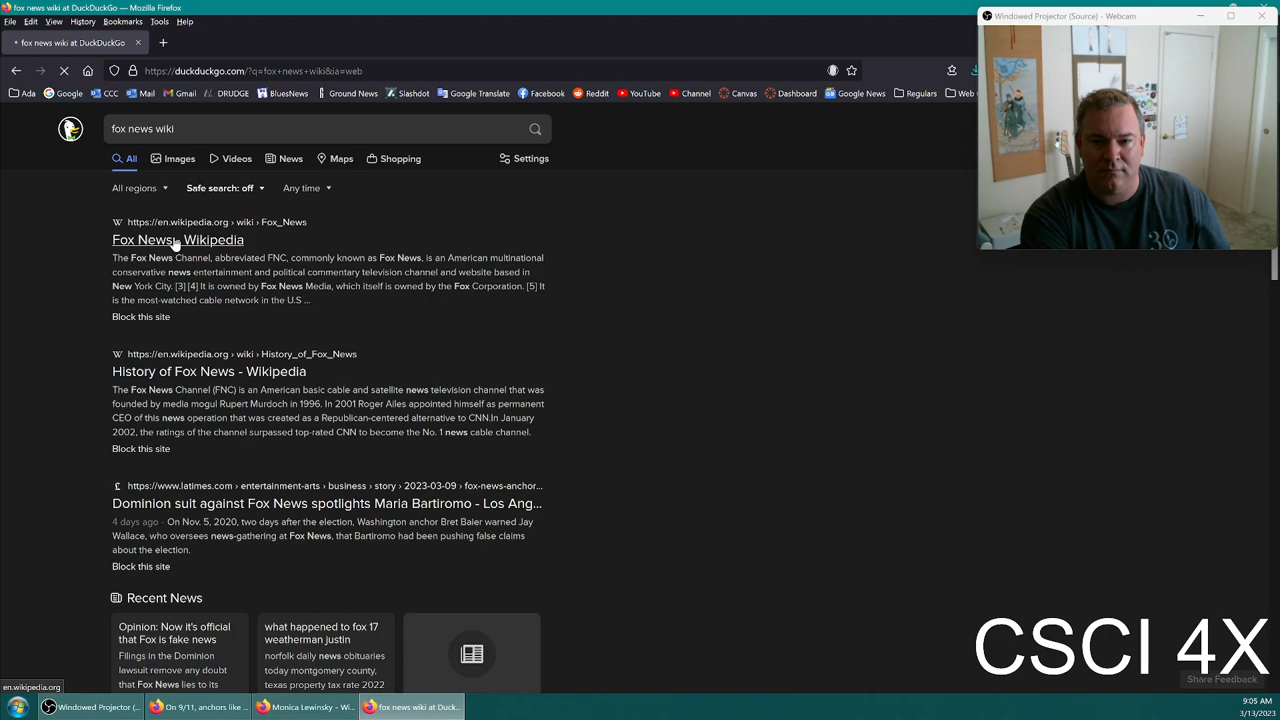 fox news wiki at DuckDuckGo — Mozilla Firefox
File Edit View History Bookmarks Tools Help
fox news wiki at DuckDuckGo
https://duckduckgo.com/?q=fox+news+wiki&ia=web
Ada Google CCC Mail Gmail DRUDGE BluesNews Ground News Slashdot Google Translate Facebook Reddit YouTube Channel Canvas Dashboard Google News Regulars Web
Windowed Projector (Source) - Webcam
fox news wiki
All Images Videos News Maps Shopping Settings
All regions Safe search: off Any time
https://en.wikipedia.org › wiki › Fox_News
Fox News - Wikipedia
The Fox News Channel, abbreviated FNC, commonly known as Fox News, is an American multinational
conservative news entertainment and political commentary television channel and website based in
New York City. [3] [4] It is owned by Fox News Media, which itself is owned by the Fox Corporation. [5] It
is the most-watched cable network in the U.S ...
Block this site
https://en.wikipedia.org › wiki › History_of_Fox_News
History of Fox News - Wikipedia
The Fox News Channel (FNC) is an American basic cable and satellite news television channel that was
founded by media mogul Rupert Murdoch in 1996. In 2001 Roger Ailes appointed himself as permanent
CEO of this news operation that was created as a Republican-centered alternative to CNN.In January
2002, the ratings of the channel surpassed top-rated CNN to become the No. 1 news cable channel.
Block this site
https://www.latimes.com › entertainment-arts › business › story › 2023-03-09 › fox-news-anchor...
Dominion suit against Fox News spotlights Maria Bartiromo - Los Ang...
4 days ago · On Nov. 5, 2020, two days after the election, Washington anchor Bret Baier warned Jay
Wallace, who oversees news-gathering at Fox News, that Bartiromo had been pushing false claims
about the election.
Block this site
Recent News
Opinion: Now it's official
that Fox is fake news
Filings in the Dominion
lawsuit remove any doubt
that Fox News lies to its
what happened to fox 17
weatherman justin
norfolk daily news obituaries
today montgomery county,
texas property tax rate 2022
CSCI 4X
Share Feedback
en.wikipedia.org
Windowed Projector (... On 9/11, anchors like ... Monica Lewinsky - Wi... fox news wiki at Duck...
9:05 AM
3/13/2023